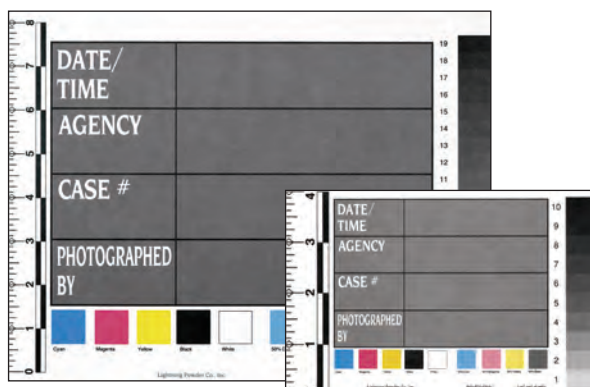 8
7
6
5
4
3
2
1
0
DATE/
TIME
AGENCY
CASE #
PHOTOGRAPHED
BY
19
18
17
16
15
14
13
12
11
Cyan
Magenta
Yellow
Black
White
Lightning Powder Co., Inc.
4
3
2
1
DATE/
TIME
AGENCY
CASE #
PHOTOGRAPHED
BY
10
9
8
7
6
5
4
3
2
1